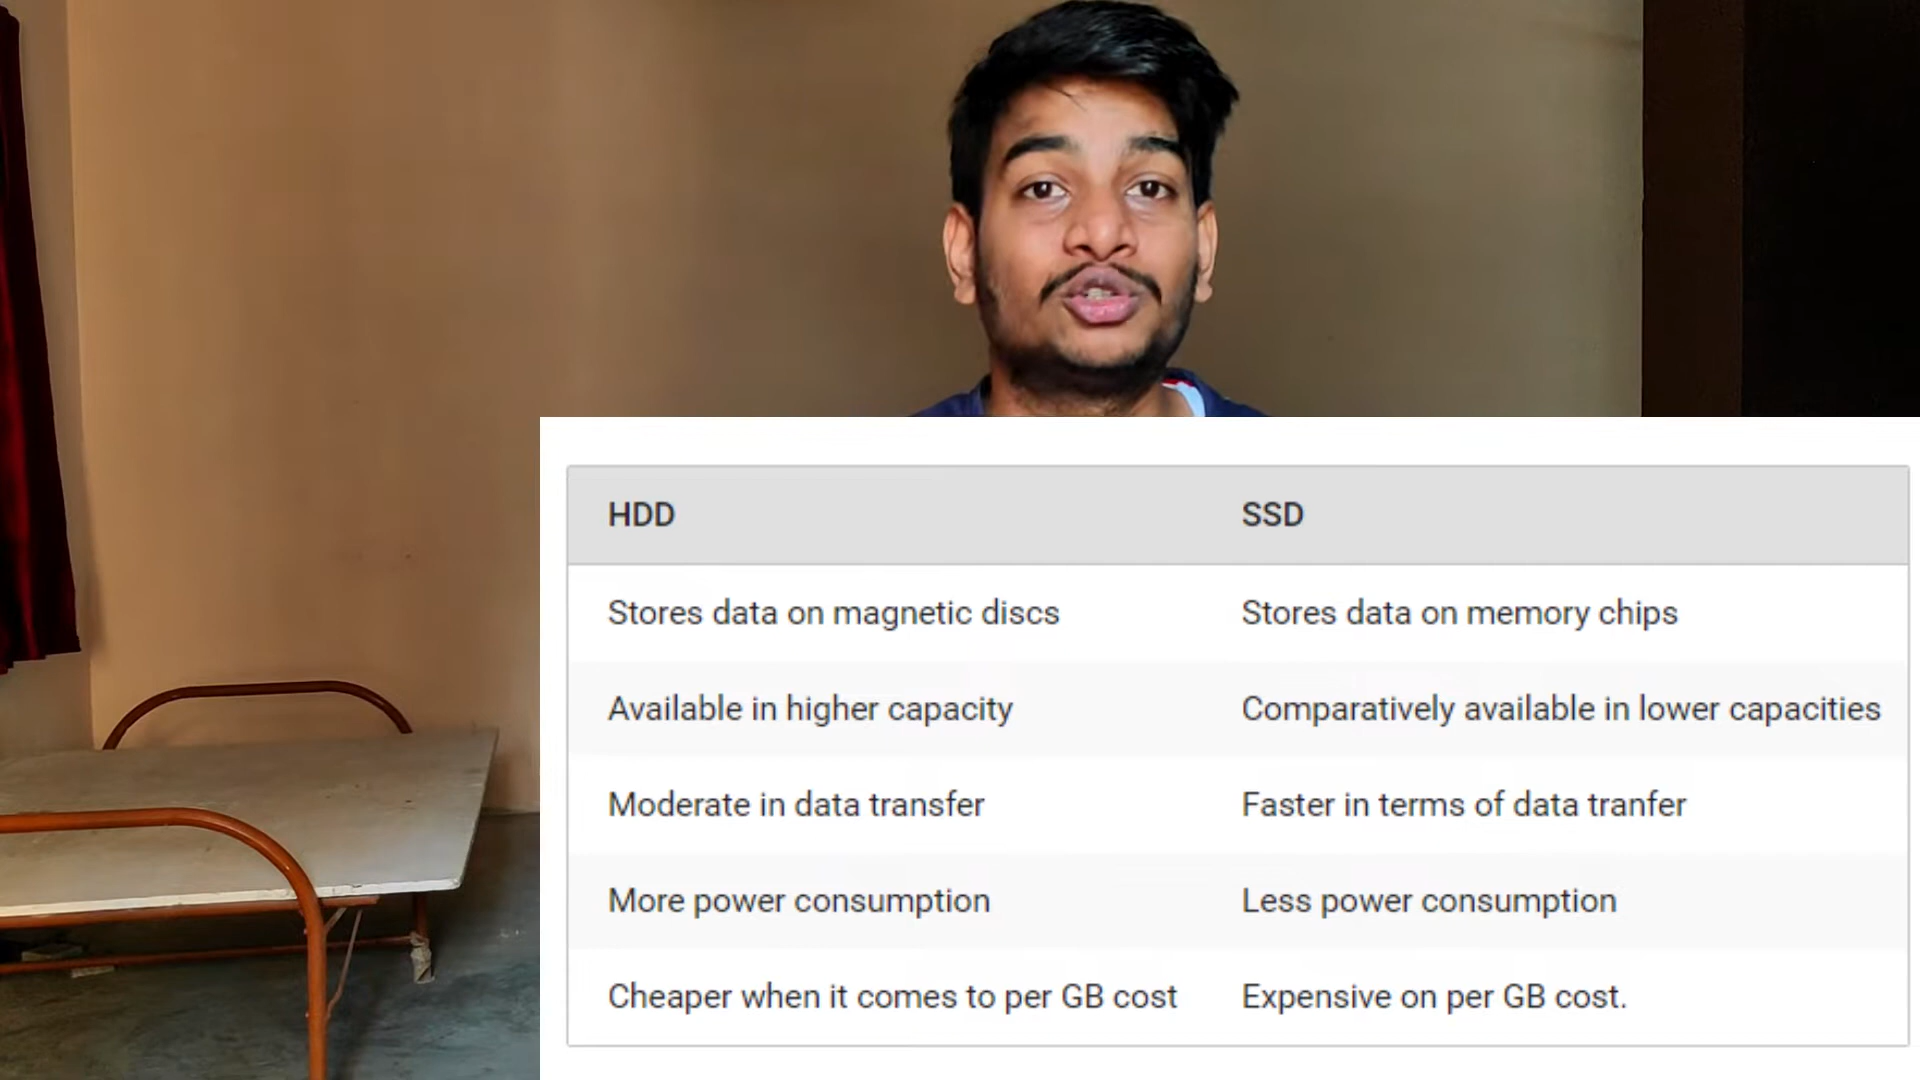 HDD SSD
Stores data on magnetic discs Stores data on memory chips
Available in higher capacity Comparatively available in lower capacities
Moderate in data transfer Faster in terms of data tranfer
More power consumption Less power consumption
Cheaper when it comes to per GB cost Expensive on per GB cost.